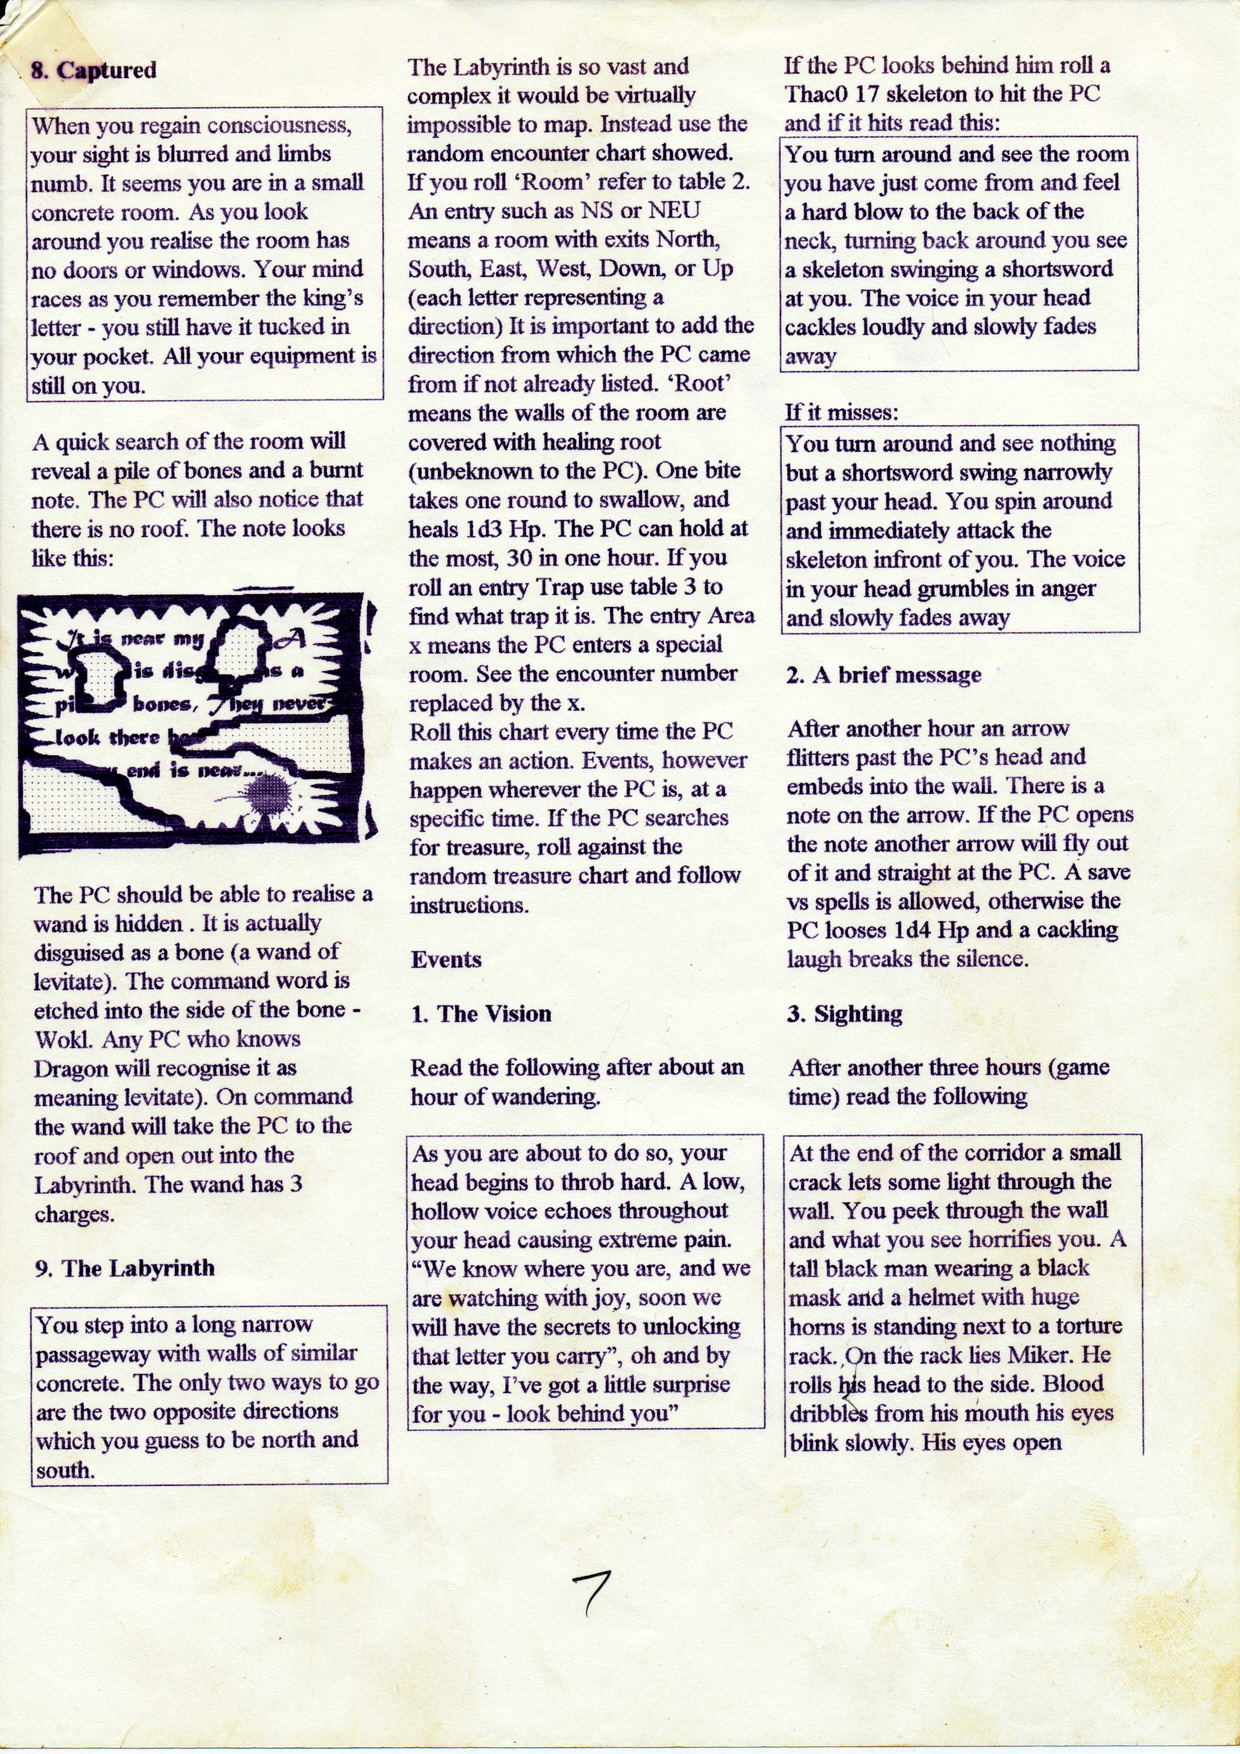 8. Captured
When you regain consciousness,
your sight is blurred and limbs
numb. It seems you are in a small
concrete room. As you look
around you realise the room has
no doors or windows. Your mind
races as you remember the king's
letter - you still have it tucked in
your pocket. All your equipment is
still on you.
A quick search of the room will
reveal a pile of bones and a burnt
note. The PC will also notice that
there is no roof. The note looks
like this:
It is near my A
w is disg as a
pi bones, They never
look there be
end is near...
The PC should be able to realise a
wand is hidden . It is actually
disguised as a bone (a wand of
levitate). The command word is
etched into the side of the bone -
Wokl. Any PC who knows
Dragon will recognise it as
meaning levitate). On command
the wand will take the PC to the
roof and open out into the
Labyrinth. The wand has 3
charges.
9. The Labyrinth
You step into a long narrow
passageway with walls of similar
concrete. The only two ways to go
are the two opposite directions
which you guess to be north and
south.
The Labyrinth is so vast and
complex it would be virtually
impossible to map. Instead use the
random encounter chart showed.
If you roll 'Room' refer to table 2.
An entry such as NS or NEU
means a room with exits North,
South, East, West, Down, or Up
(each letter representing a
direction) It is important to add the
direction from which the PC came
from if not already listed. 'Root'
means the walls of the room are
covered with healing root
(unbeknown to the PC). One bite
takes one round to swallow, and
heals 1d3 Hp. The PC can hold at
the most, 30 in one hour. If you
roll an entry Trap use table 3 to
find what trap it is. The entry Area
x means the PC enters a special
room. See the encounter number
replaced by the x.
Roll this chart every time the PC
makes an action. Events, however
happen wherever the PC is, at a
specific time. If the PC searches
for treasure, roll against the
random treasure chart and follow
instructions.
Events
1. The Vision
Read the following after about an
hour of wandering.
As you are about to do so, your
head begins to throb hard. A low,
hollow voice echoes throughout
your head causing extreme pain.
"We know where you are, and we
are watching with joy, soon we
will have the secrets to unlocking
that letter you carry", oh and by
the way, I've got a little surprise
for you - look behind you"
If the PC looks behind him roll a
Thac0 17 skeleton to hit the PC
and if it hits read this:
You turn around and see the room
you have just come from and feel
a hard blow to the back of the
neck, turning back around you see
a skeleton swinging a shortsword
at you. The voice in your head
cackles loudly and slowly fades
away
If it misses:
You turn around and see nothing
but a shortsword swing narrowly
past your head. You spin around
and immediately attack the
skeleton infront of you. The voice
in your head grumbles in anger
and slowly fades away
2. A brief message
After another hour an arrow
flitters past the PC's head and
embeds into the wall. There is a
note on the arrow. If the PC opens
the note another arrow will fly out
of it and straight at the PC. A save
vs spells is allowed, otherwise the
PC looses 1d4 Hp and a cackling
laugh breaks the silence.
3. Sighting
After another three hours (game
time) read the following
At the end of the corridor a small
crack lets some light through the
wall. You peek through the wall
and what you see horrifies you. A
tall black man wearing a black
mask and a helmet with huge
horns is standing next to a torture
rack. On the rack lies Miker. He
rolls his head to the side. Blood
dribbles from his mouth his eyes
blink slowly. His eyes open
7